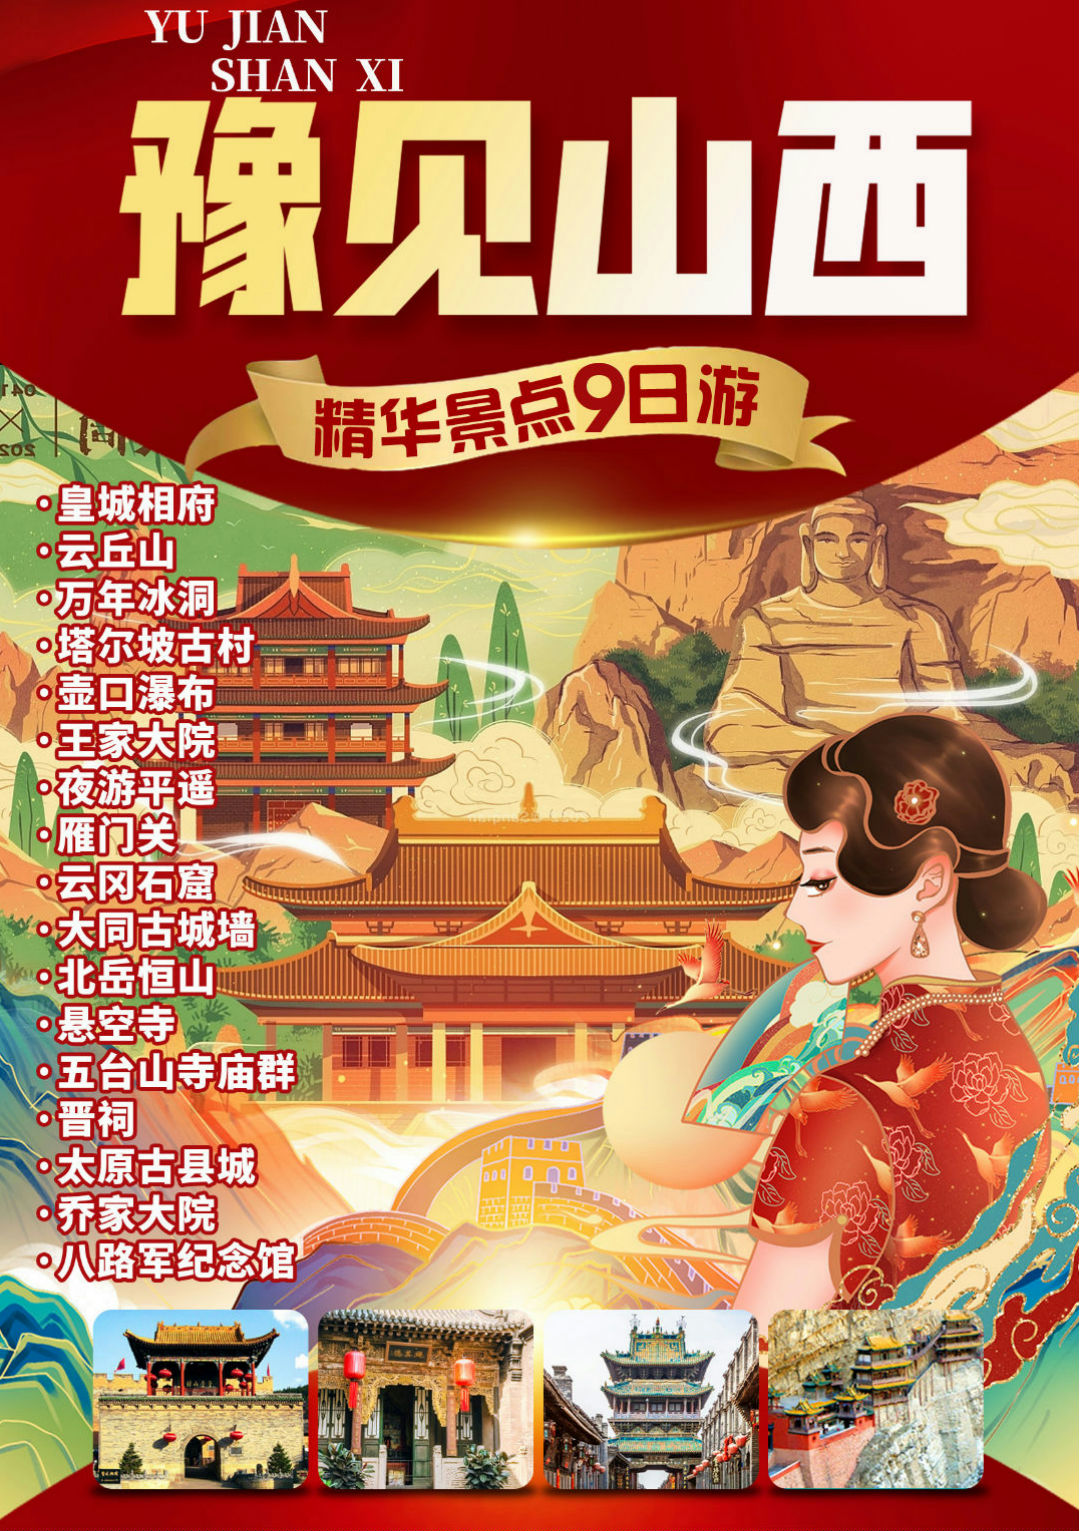 YU JIAN
SHAN XI
豫见山西
精华景点9日游
·皇城相府
·云丘山
·万年冰洞
·塔尔坡古村
·壶口瀑布
·王家大院
·夜游平遥
·雁门关
·云冈石窟
·大同古城墙
·北岳恒山
·悬空寺
·五台山寺庙群
·晋祠
·太原古县城
·乔家大院
·八路军纪念馆